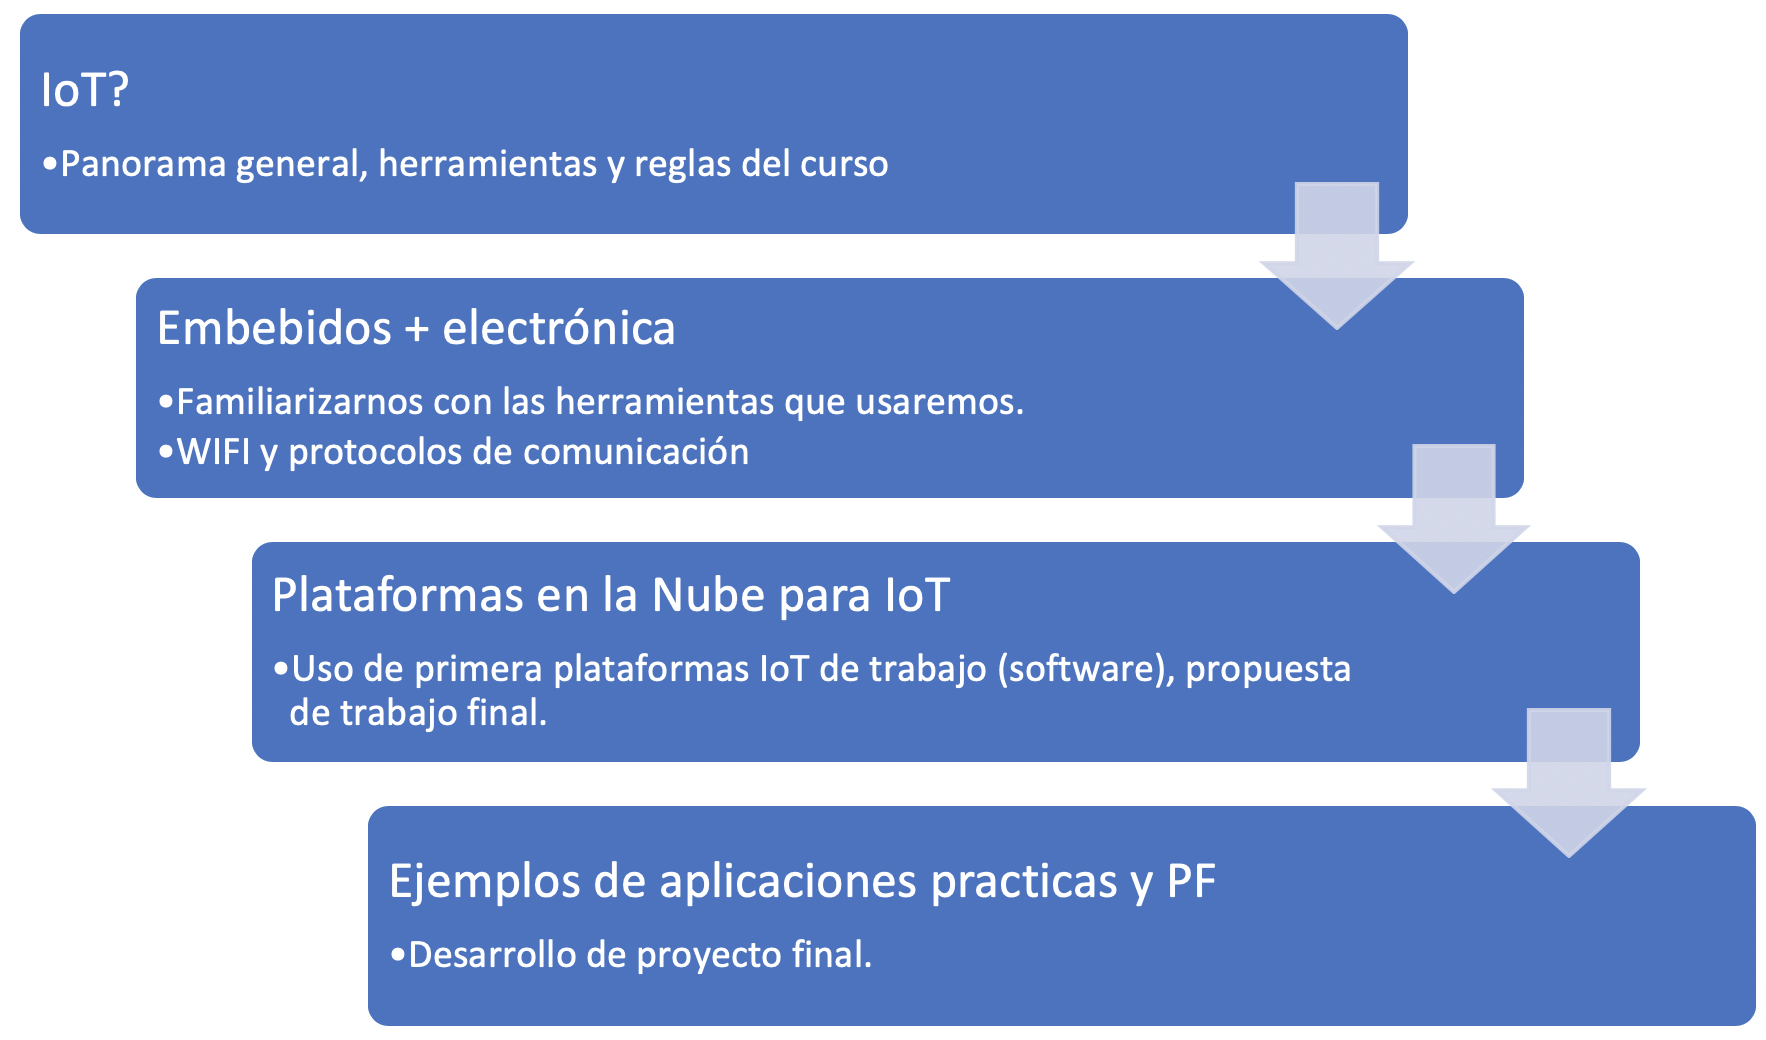 IoT?
•Panorama general, herramientas y reglas del curso
Embebidos + electrónica
•Familiarizarnos con las herramientas que usaremos.
•WIFI y protocolos de comunicación
Plataformas en la Nube para IoT
•Uso de primera plataformas IoT de trabajo (software), propuesta
de trabajo final.
Ejemplos de aplicaciones practicas y PF
•Desarrollo de proyecto final.